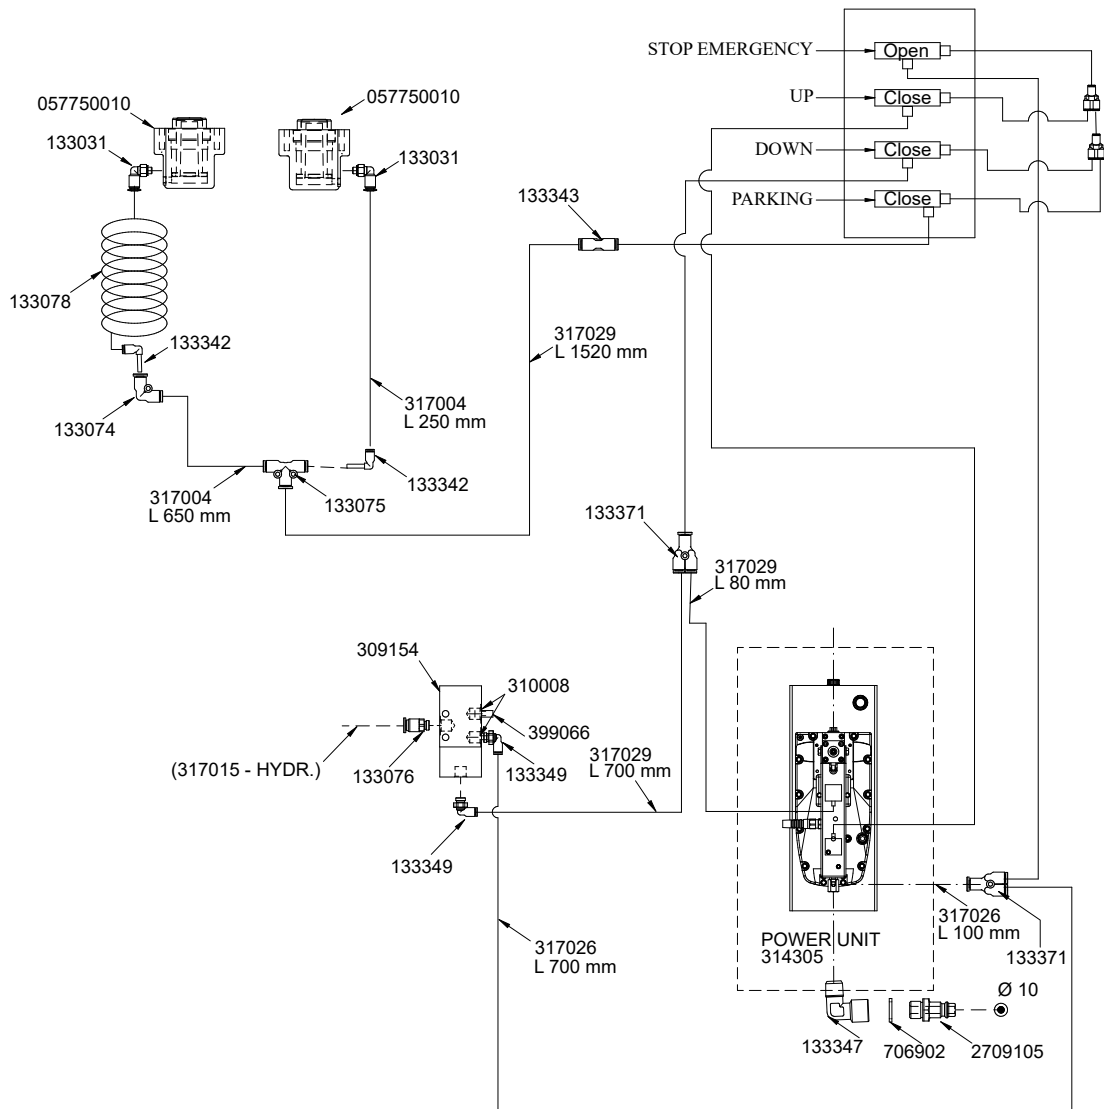 STOP EMERGENCY
Open
UP
Close
DOWN
Close
PARKING
Close
057750010
057750010
133031
133031
133343
133078
133342
317029
L 1520 mm
133074
317004
L 250 mm
133342
317004
L 650 mm
133075
133371
317029
L 80 mm
309154
310008
399066
(317015 - HYDR.)
133076
133349
317029
L 700 mm
133349
317026
L 700 mm
POWER UNIT
314305
317026
L 100 mm
133371
Ø 10
133347
706902
2709105